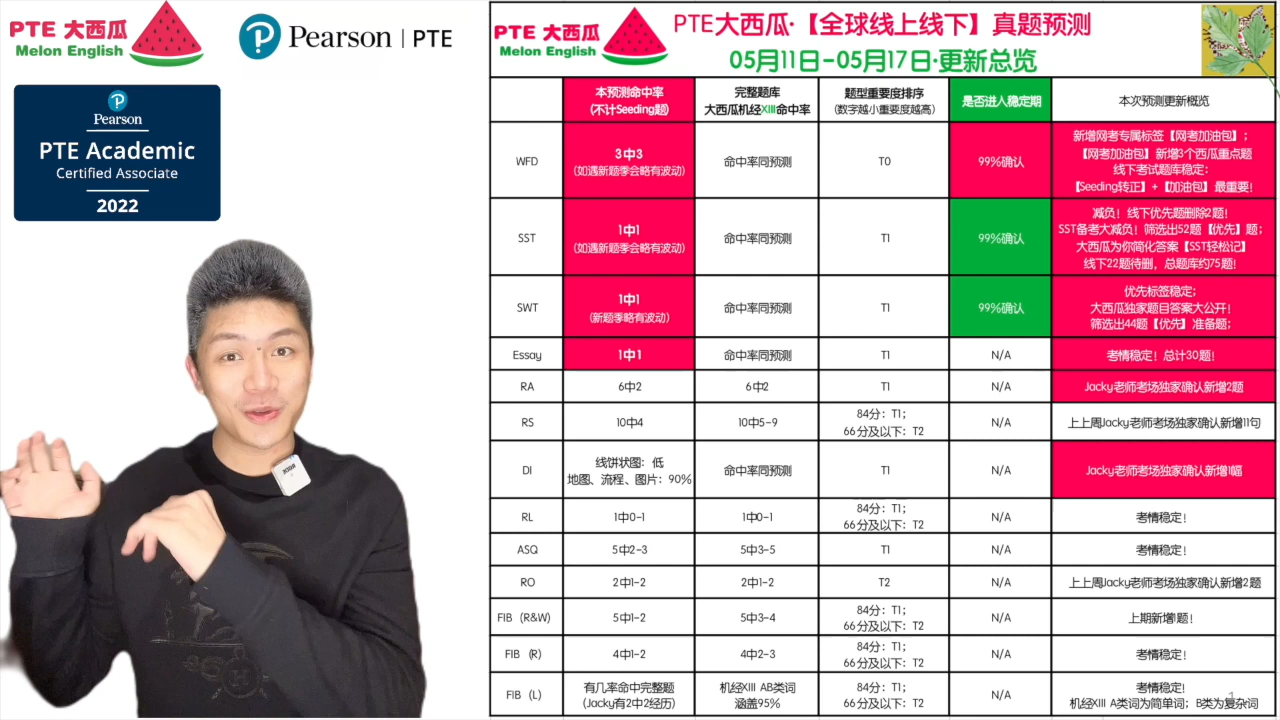 PTE 大西瓜
Melon English
Pearson | PTE
Pearson
PTE Academic
Certified Associate
2022
PTE 大西瓜
Melon English
PTE大西瓜·【全球线上线下】真题预测
05月11日-05月17日·更新总览
本预测命中率
(不计Seeding题)
完整题库
大西瓜机经XIII命中率
题型重要度排序
(数字越小重要度越高)
是否进入稳定期
本次预测更新概览
WFD
3中3
(如遇新题季会略有波动)
命中率同预测
T0
99%确认
新增网考专属标签【网考加油包】;
【网考加油包】新增3个西瓜重点题
线下考试题库稳定:
【Seeding转正】+【加油包】最重要!
SST
1中1
(如遇新题季会略有波动)
命中率同预测
T1
99%确认
减负! 线下优先题删除2题!
SST备考大减负! 筛选出52题【优先】题;
大西瓜为你简化答案【SST轻松记】
线下22题待删, 总题库约75题!
SWT
1中1
(新题季略有波动)
命中率同预测
T1
99%确认
优先标签稳定;
大西瓜独家题目答案大公开!
筛选出44题【优先】准备题;
Essay
1中1
命中率同预测
T1
N/A
考情稳定! 总计30题!
RA
6中2
6中2
T1
N/A
Jacky老师考场独家确认新增2题
RS
10中4
10中5-9
84分: T1;
66分及以下: T2
N/A
上上周Jacky老师考场独家确认新增11句
DI
线饼状图: 低
地图、流程、图片: 90%
命中率同预测
T1
N/A
Jacky老师考场独家确认新增1幅
RL
1中0-1
1中0-1
84分: T1;
66分及以下: T2
N/A
考情稳定!
ASQ
5中2-3
5中3-5
T1
N/A
考情稳定!
RO
2中1-2
2中1-2
T2
N/A
上上周Jacky老师考场独家确认新增2题
FIB (R&W)
5中1-2
5中3-4
84分: T1;
66分及以下: T2
N/A
上期新增1题!
FIB (R)
4中1-2
4中2-3
84分: T1;
66分及以下: T2
N/A
考情稳定!
FIB (L)
有几率命中完整题
(Jacky有2中2经历)
机经XIII AB类词
涵盖95%
84分: T1;
66分及以下: T2
N/A
考情稳定!
机经XIII A类词为简单词; B类为复杂词
1